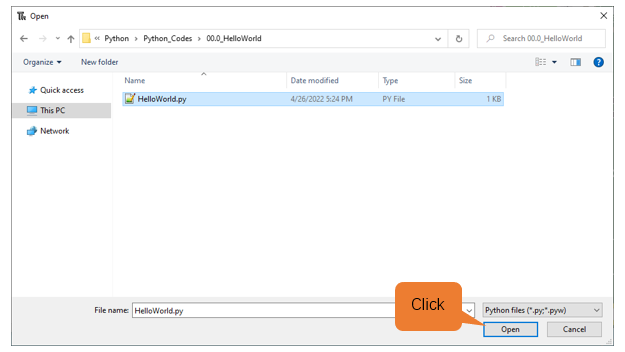 Open
« Python › Python_Codes › 00.0_HelloWorld
Search 00.0_HelloWorld
Organize
New folder
Name
Date modified
Type
Size
Quick access
HelloWorld.py
4/26/2022 5:24 PM
PY File
1 KB
This PC
Network
Click
File name:
HelloWorld.py
Python files (*.py;*.pyw)
Open
Cancel